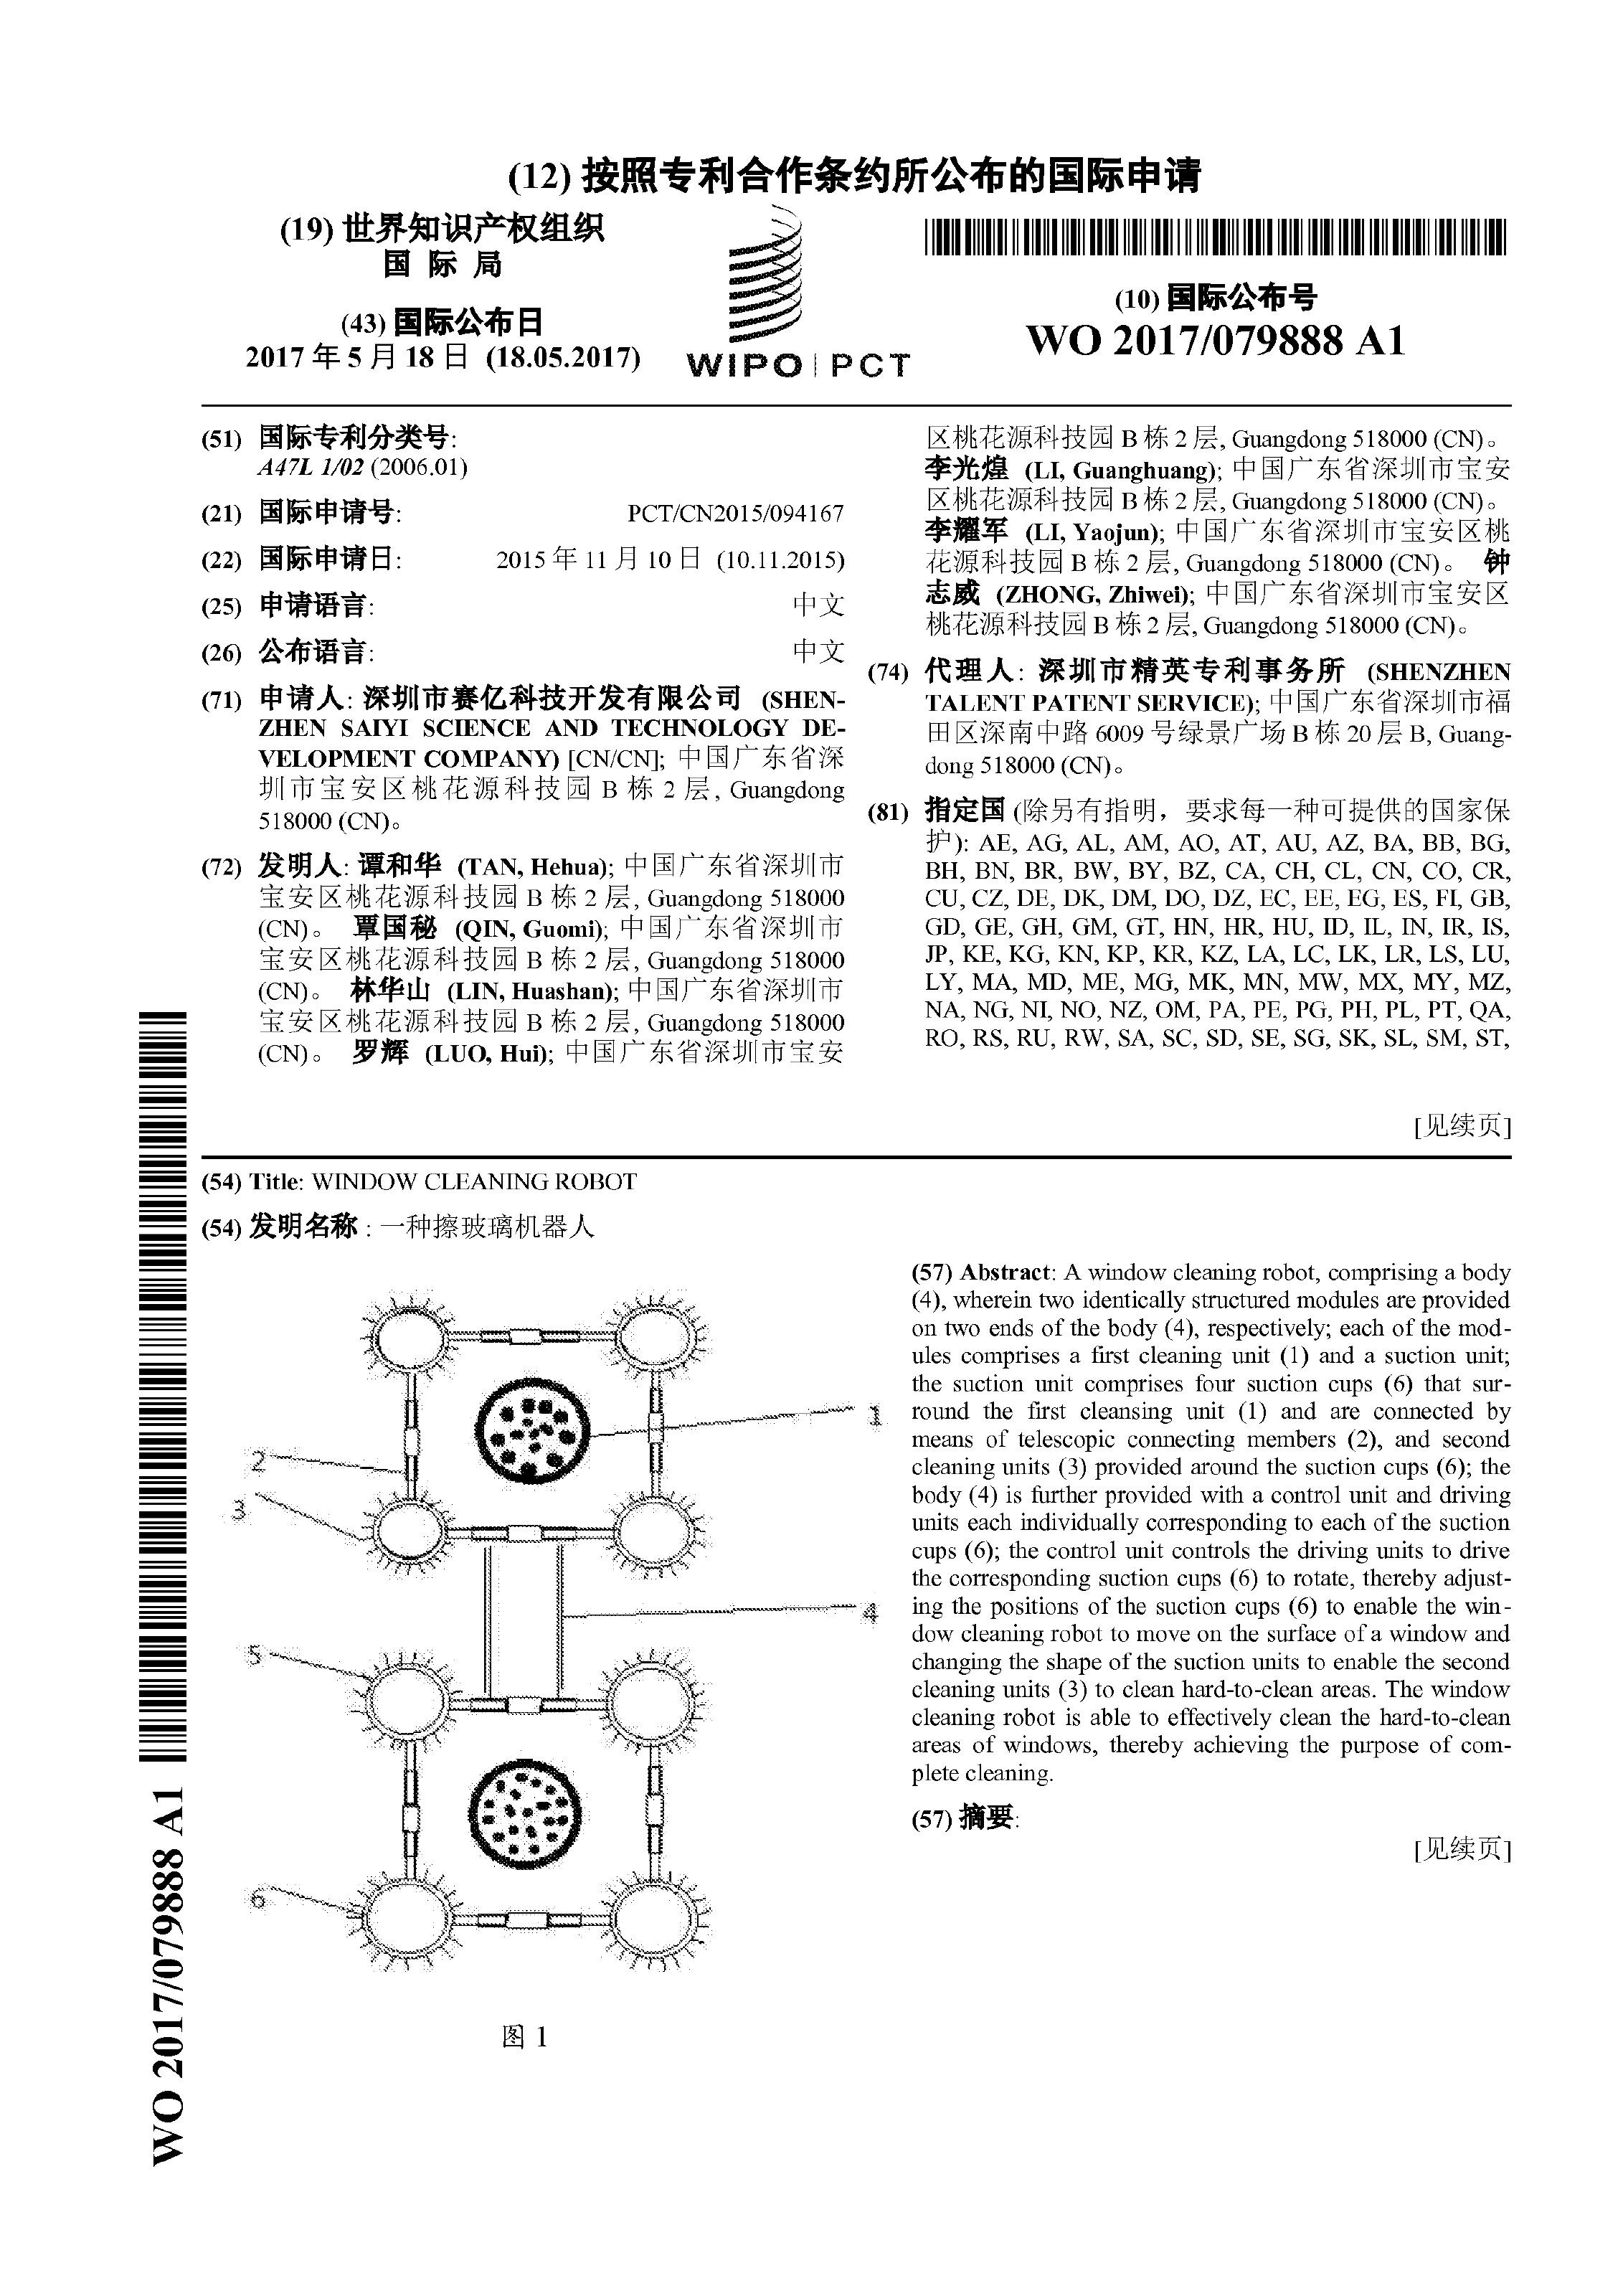 (12) 按照专利合作条约所公布的国际申请
(19) 世界知识产权组织
国 际 局
(43) 国际公布日
2017 年 5 月 18 日 (18.05.2017)
WIPO | PCT
(10) 国际公布号
WO 2017/079888 A1
(51) 国际专利分类号:
A47L 1/02 (2006.01)
(21) 国际申请号: PCT/CN2015/094167
(22) 国际申请日: 2015 年 11 月 10 日 (10.11.2015)
(25) 申请语言: 中文
(26) 公布语言: 中文
(71) 申请人: 深圳市赛亿科技开发有限公司 (SHEN-
ZHEN SAIYI SCIENCE AND TECHNOLOGY DE-
VELOPMENT COMPANY) [CN/CN]; 中国广东省深
圳市宝安区桃花源科技园 B 栋 2 层, Guangdong
518000 (CN)。
(72) 发明人: 谭和华 (TAN, Hehua); 中国广东省深圳市
宝安区桃花源科技园 B 栋 2 层, Guangdong 518000
(CN)。 覃国秘 (QIN, Guomi); 中国广东省深圳市
宝安区桃花源科技园 B 栋 2 层, Guangdong 518000
(CN)。 林华山 (LIN, Huashan); 中国广东省深圳市
宝安区桃花源科技园 B 栋 2 层, Guangdong 518000
(CN)。 罗辉 (LUO, Hui); 中国广东省深圳市宝安
区桃花源科技园 B 栋 2 层, Guangdong 518000 (CN)。
李光煌 (LI, Guanghuang); 中国广东省深圳市宝安
区桃花源科技园 B 栋 2 层, Guangdong 518000 (CN)。
李耀军 (LI, Yaojun); 中国广东省深圳市宝安区桃
花源科技园 B 栋 2 层, Guangdong 518000 (CN)。 钟
志威 (ZHONG, Zhiwei); 中国广东省深圳市宝安区
桃花源科技园 B 栋 2 层, Guangdong 518000 (CN)。
(74) 代理人: 深圳市精英专利事务所 (SHENZHEN
TALENT PATENT SERVICE); 中国广东省深圳市福
田区深南中路 6009 号绿景广场 B 栋 20 层 B, Guang-
dong 518000 (CN)。
(81) 指定国 (除另有指明，要求每一种可提供的国家保
护): AE, AG, AL, AM, AO, AT, AU, AZ, BA, BB, BG,
BH, BN, BR, BW, BY, BZ, CA, CH, CL, CN, CO, CR,
CU, CZ, DE, DK, DM, DO, DZ, EC, EE, EG, ES, FI, GB,
GD, GE, GH, GM, GT, HN, HR, HU, ID, IL, IN, IR, IS,
JP, KE, KG, KN, KP, KR, KZ, LA, LC, LK, LR, LS, LU,
LY, MA, MD, ME, MG, MK, MN, MW, MX, MY, MZ,
NA, NG, NI, NO, NZ, OM, PA, PE, PG, PH, PL, PT, QA,
RO, RS, RU, RW, SA, SC, SD, SE, SG, SK, SL, SM, ST,
[见续页]
(54) Title: WINDOW CLEANING ROBOT
(54) 发明名称 : 一种擦玻璃机器人
1
2
3
4
5
6
图 1
(57) Abstract: A window cleaning robot, comprising a body
(4), wherein two identically structured modules are provided
on two ends of the body (4), respectively; each of the mod-
ules comprises a first cleaning unit (1) and a suction unit;
the suction unit comprises four suction cups (6) that sur-
round the first cleansing unit (1) and are connected by
means of telescopic connecting members (2), and second
cleaning units (3) provided around the suction cups (6); the
body (4) is further provided with a control unit and driving
units each individually corresponding to each of the suction
cups (6); the control unit controls the driving units to drive
the corresponding suction cups (6) to rotate, thereby adjust-
ing the positions of the suction cups (6) to enable the win-
dow cleaning robot to move on the surface of a window and
changing the shape of the suction units to enable the second
cleaning units (3) to clean hard-to-clean areas. The window
cleaning robot is able to effectively clean the hard-to-clean
areas of windows, thereby achieving the purpose of com-
plete cleaning.
(57) 摘要:
[见续页]
WO 2017/079888 A1